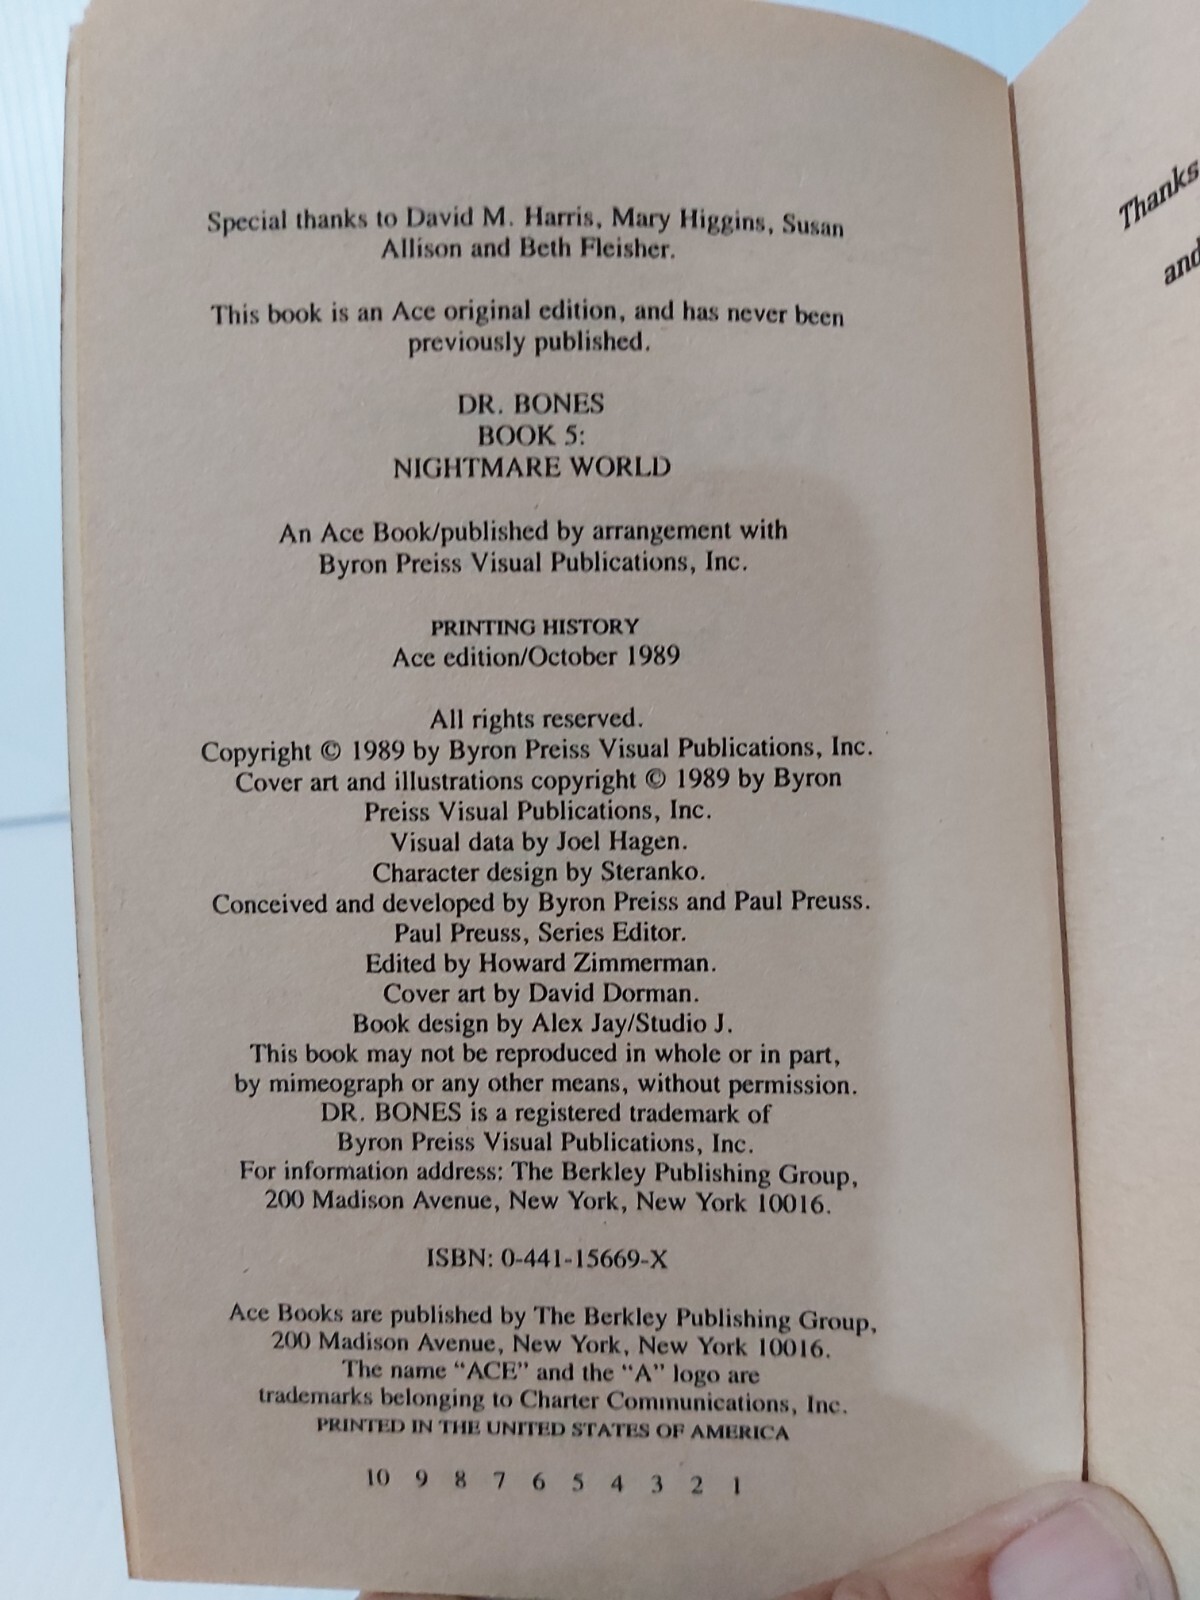 Special thanks to David M. Harris, Mary Higgins, Susan
Allison and Beth Fleisher.
This book is an Ace original edition, and has never been
previously published.
DR. BONES
BOOK 5:
NIGHTMARE WORLD
An Ace Book/published by arrangement with
Byron Preiss Visual Publications, Inc.
PRINTING HISTORY
Ace edition/October 1989
All rights reserved.
Copyright © 1989 by Byron Preiss Visual Publications, Inc.
Cover art and illustrations copyright © 1989 by Byron
Preiss Visual Publications, Inc.
Visual data by Joel Hagen.
Character design by Steranko.
Conceived and developed by Byron Preiss and Paul Preuss.
Paul Preuss, Series Editor.
Edited by Howard Zimmerman.
Cover art by David Dorman.
Book design by Alex Jay/Studio J.
This book may not be reproduced in whole or in part,
by mimeograph or any other means, without permission.
DR. BONES is a registered trademark of
Byron Preiss Visual Publications, Inc.
For information address: The Berkley Publishing Group,
200 Madison Avenue, New York, New York 10016.
ISBN: 0-441-15669-X
Ace Books are published by The Berkley Publishing Group,
200 Madison Avenue, New York, New York 10016.
The name "ACE" and the "A" logo are
trademarks belonging to Charter Communications, Inc.
PRINTED IN THE UNITED STATES OF AMERICA
10 9 8 7 6 5 4 3 2 1
Thanks
and